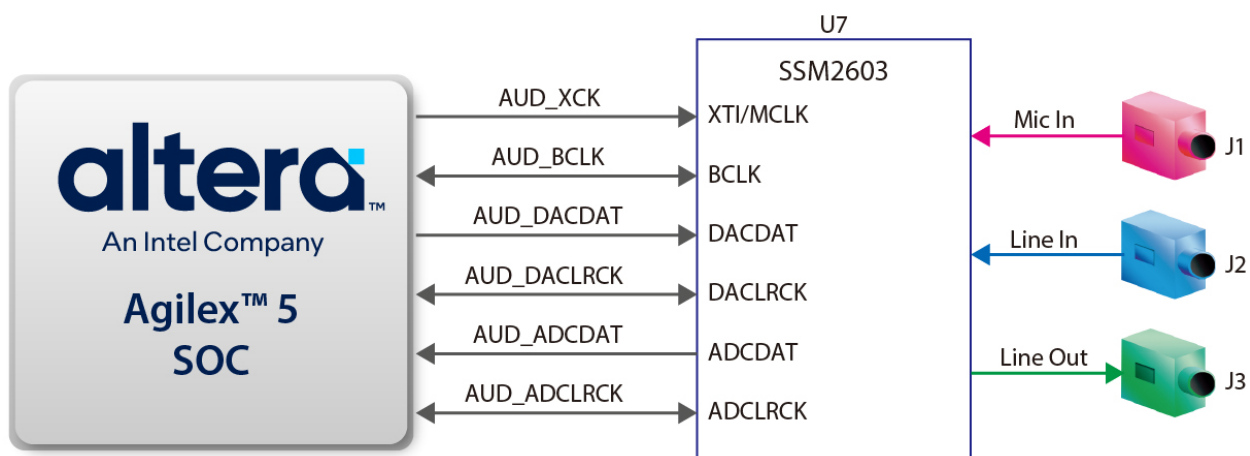 U7
SSM2603
altera™
An Intel Company
Agilex™ 5
SOC
AUD_XCK
AUD_BCLK
AUD_DACDAT
AUD_DACLRCK
AUD_ADCDAT
AUD_ADCLRCK
XTI/MCLK
BCLK
DACDAT
DACLRCK
ADCDAT
ADCLRCK
Mic In
J1
Line In
J2
Line Out
J3